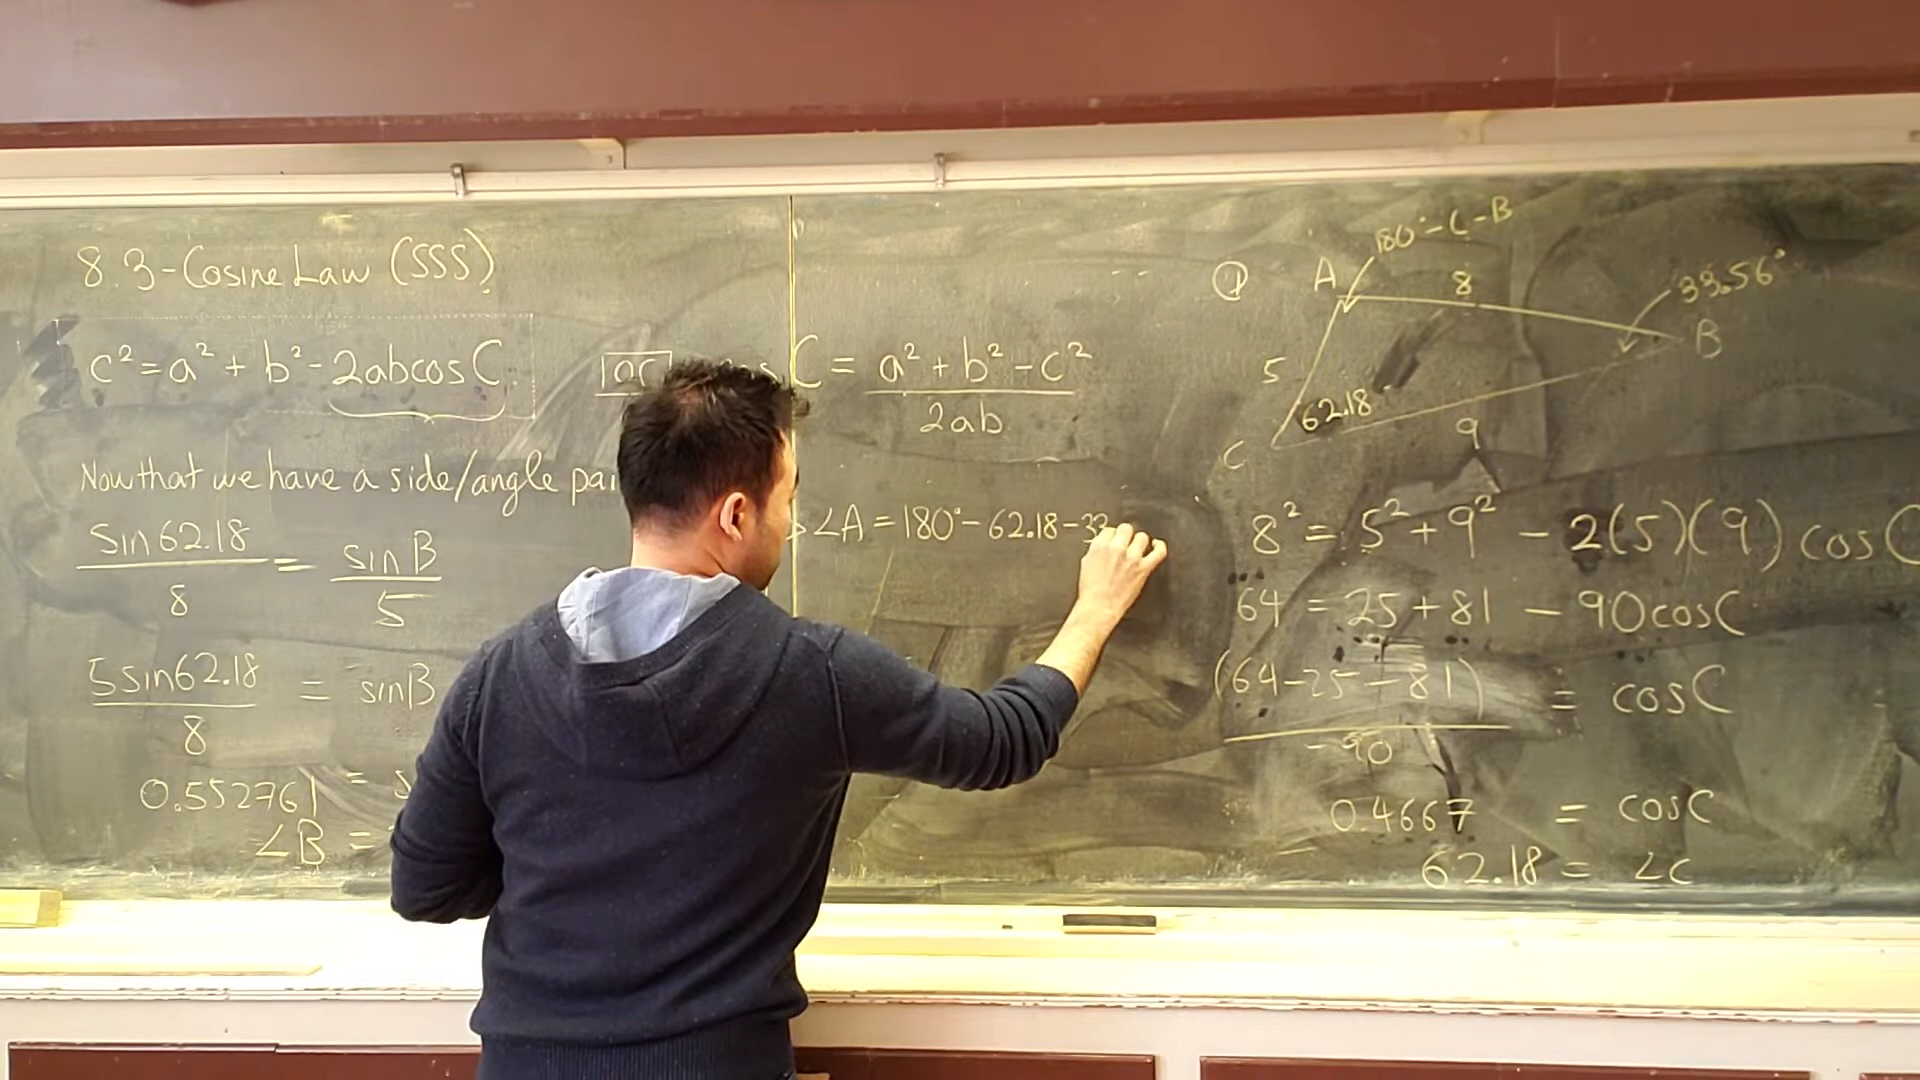 8.3 - Cosine Law (SSS)
c² = a² + b² - 2abcosC
or
C = a² + b² - c²
2ab
Now that we have a side/angle
sin 62.18 = sin B
8 5
5sin62.18 = sinB
8
0.552761 =
∠B =
∠A = 180° - 62.18 - 33
①
A
180° - C - B
8
33.56°
B
5
62.18
9
C
8² = 5² + 9² - 2(5)(9) cos C
64 = 25 + 81 - 90cosC
(64-25-81) = cosC
-90
0.4667 = cosC
62.18 = ∠C